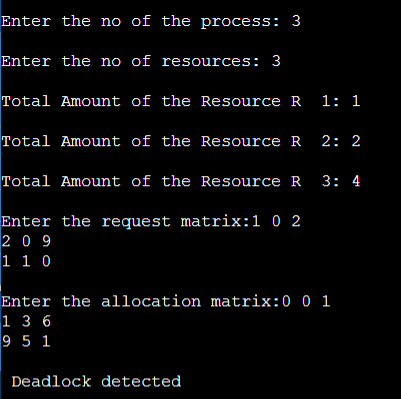 Enter the no of the process: 3
Enter the no of resources: 3
Total Amount of the Resource R  1: 1
Total Amount of the Resource R  2: 2
Total Amount of the Resource R  3: 4
Enter the request matrix:1 0 2
2 0 9
1 1 0
Enter the allocation matrix:0 0 1
1 3 6
9 5 1
Deadlock detected